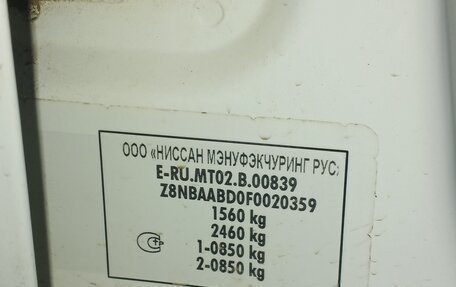 ООО «НИССАН МЭНУФЭКЧУРИНГ РУС»
E-RU.MT02.B.00839
Z8NBAABD0F0020359
1560 kg
2460 kg
1-0850 kg
2-0850 kg